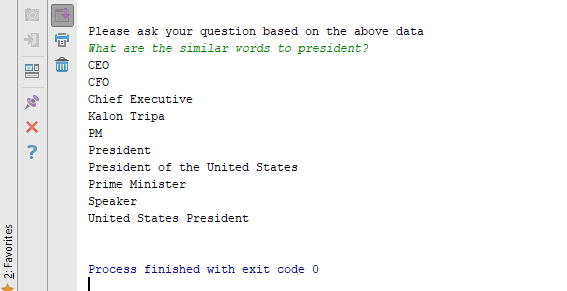 Please ask your question based on the above data
What are the similar words to president?
CEO
CFO
Chief Executive
Kalon Tripa
PM
President
President of the United States
Prime Minister
Speaker
United States President
Process finished with exit code 0
2: Favorites